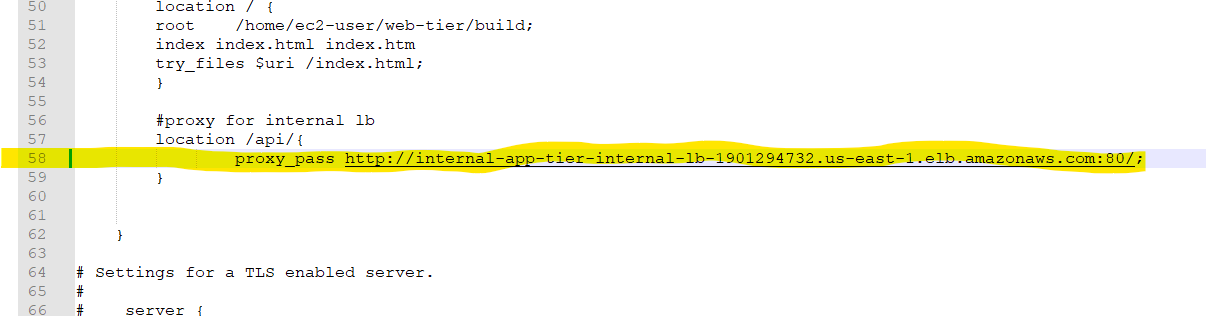 50 location / {
51 root /home/ec2-user/web-tier/build;
52 index index.html index.htm
53 try_files $uri /index.html;
54 }
55
56 #proxy for internal lb
57 location /api/{
58 proxy_pass http://internal-app-tier-internal-lb-1901294732.us-east-1.elb.amazonaws.com:80/;
59 }
60
61
62 }
63
64 # Settings for a TLS enabled server.
65 #
66 # server {